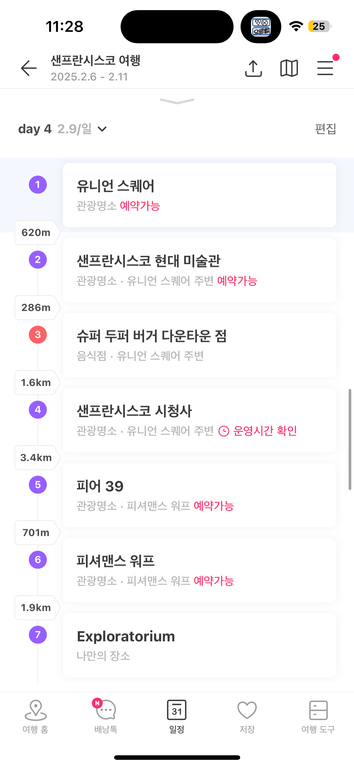 11:28
25
샌프란시스코 여행
2025.2.6 - 2.11
day 4 2.9/일
편집
1
유니언 스퀘어
관광명소 예약가능
620m
2
샌프란시스코 현대 미술관
관광명소 · 유니언 스퀘어 주변 예약가능
286m
3
슈퍼 두퍼 버거 다운타운 점
음식점 · 유니언 스퀘어 주변
1.6km
4
샌프란시스코 시청사
관광명소 · 유니언 스퀘어 주변 운영시간 확인
3.4km
5
피어 39
관광명소 · 피셔맨스 워프 예약가능
701m
6
피셔맨스 워프
관광명소 · 피셔맨스 워프 예약가능
1.9km
7
Exploratorium
나만의 장소
N
31
여행 홈 배낭톡 일정 저장 여행 도구